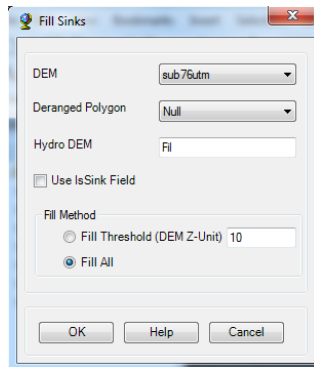 Fill Sinks
DEM
sub76utm
Deranged Polygon
Null
Hydro DEM
Fil
Use IsSink Field
Fill Method
Fill Threshold (DEM Z-Unit) 10
Fill All
OK Help Cancel